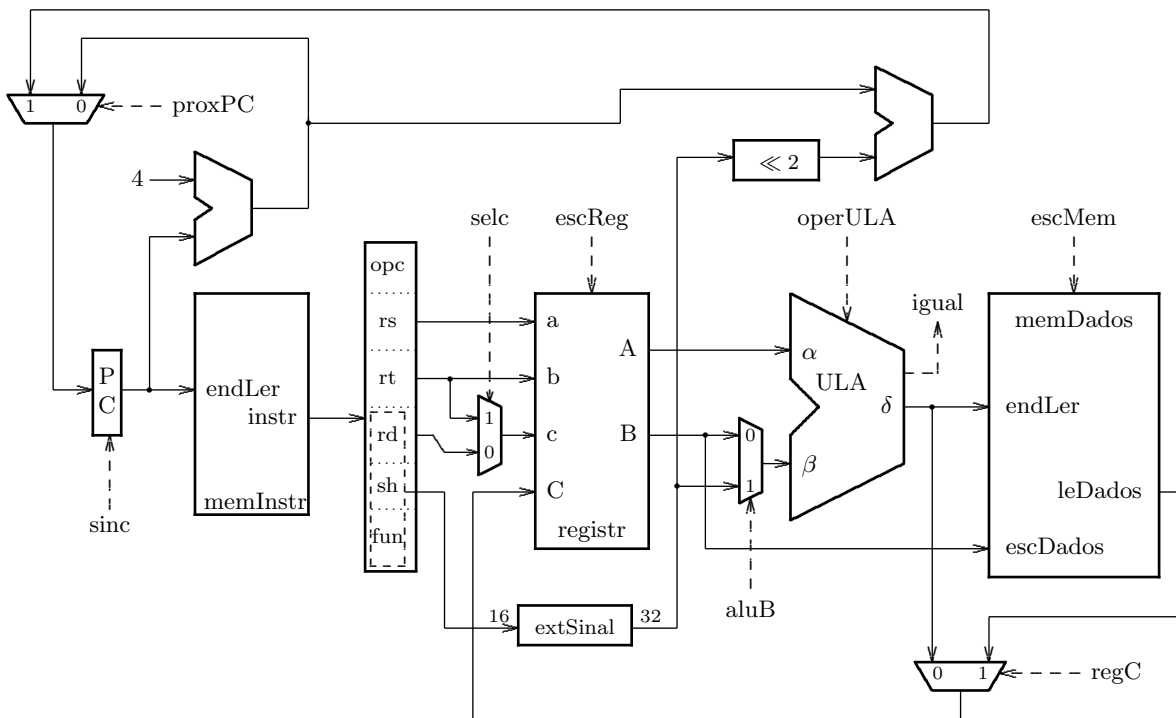 1 0 proxPC
≪ 2
4
selc escReg operULA escMem
opc
igual
memDados
rs a
A α
P
C
endLer
instr
rt b
ULA
δ
endLer
1
0
rd c
B
0
1
β
sh C
leDados
memInstr
sinc
fun
registr
escDados
aluB
16 extSinal 32
0 1 regC